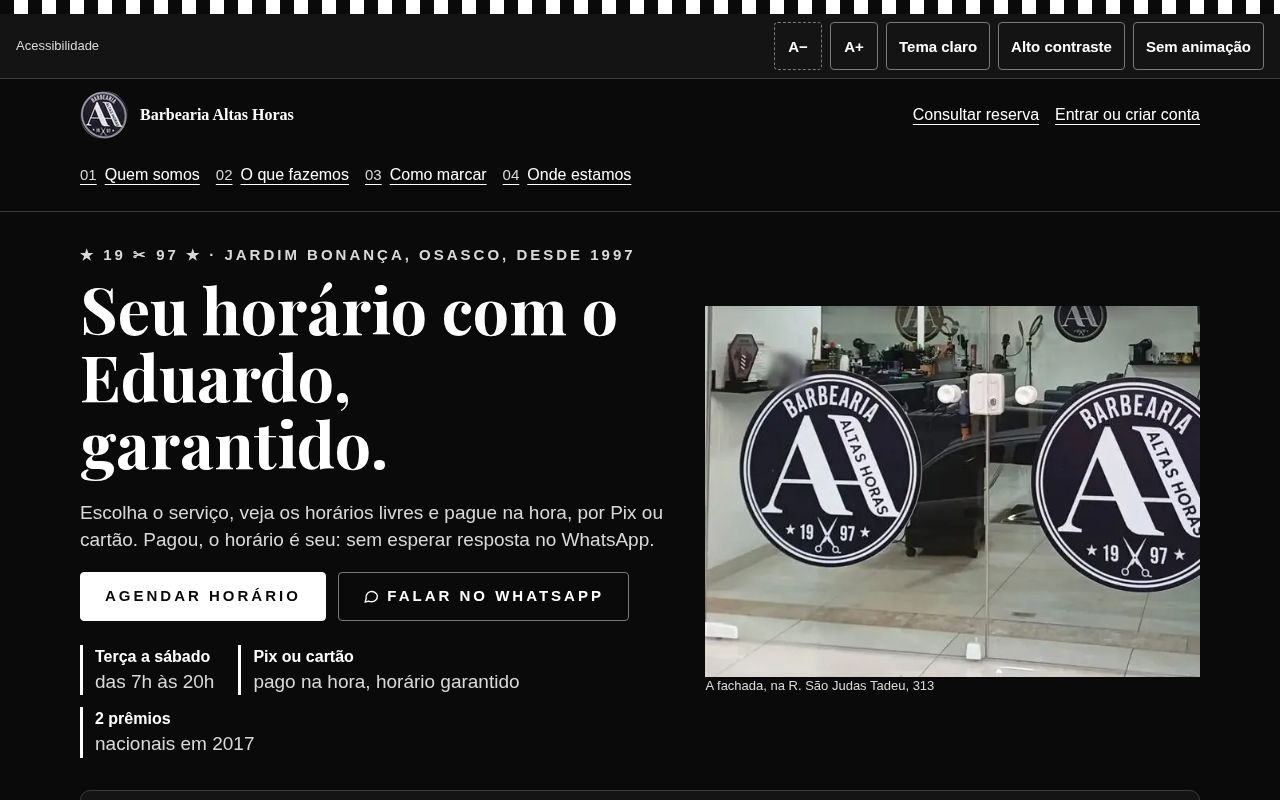 Acessibilidade
A−
A+
Tema claro
Alto contraste
Sem animação
Barbearia Altas Horas
Consultar reserva
Entrar ou criar conta
01 Quem somos
02 O que fazemos
03 Como marcar
04 Onde estamos
★ 19 ✂ 97 ★ · JARDIM BONANÇA, OSASCO, DESDE 1997
Seu horário com o
Eduardo,
garantido.
Escolha o serviço, veja os horários livres e pague na hora, por Pix ou
cartão. Pagou, o horário é seu: sem esperar resposta no WhatsApp.
AGENDAR HORÁRIO
FALAR NO WHATSAPP
Terça a sábado
das 7h às 20h
Pix ou cartão
pago na hora, horário garantido
2 prêmios
nacionais em 2017
BARBEARIA
AA
ALTAS HORAS
★ 19 97 ★
BARBEARIA
AA
ALTAS HORAS
★ 19 97 ★
A fachada, na R. São Judas Tadeu, 313